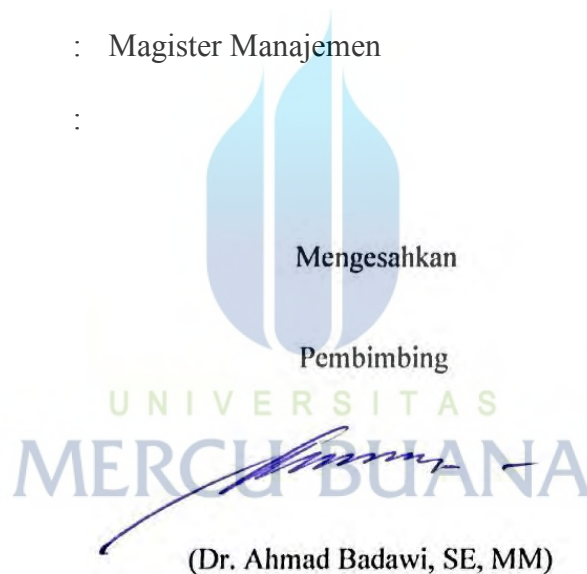 : Magister Manajemen
:
Mengesahkan
Pembimbing
UNIVERSITAS
MERCU BUANA
(Dr. Ahmad Badawi, SE, MM)